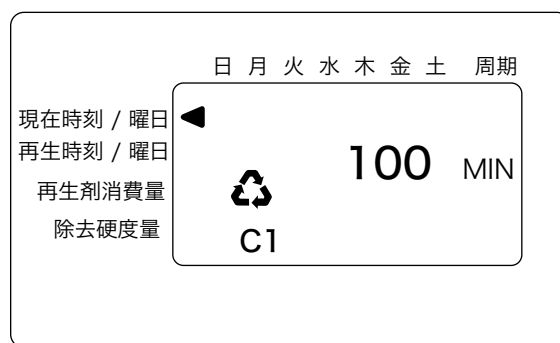 日 月 火 水 木 金 土 周期
現在時刻 / 曜日
再生時刻 / 曜日
100 MIN
再生剤消費量
除去硬度量
C1